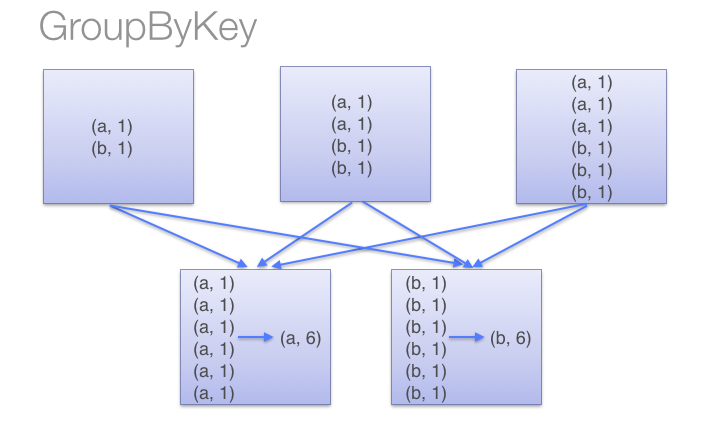 GroupByKey
(a, 1)
(b, 1)
(a, 1)
(a, 1)
(b, 1)
(b, 1)
(a, 1)
(a, 1)
(a, 1)
(b, 1)
(b, 1)
(b, 1)
(a, 1)
(a, 1)
(a, 1)
(a, 1)
(a, 1)
(a, 1)
(a, 6)
(b, 1)
(b, 1)
(b, 1)
(b, 1)
(b, 1)
(b, 1)
(b, 6)